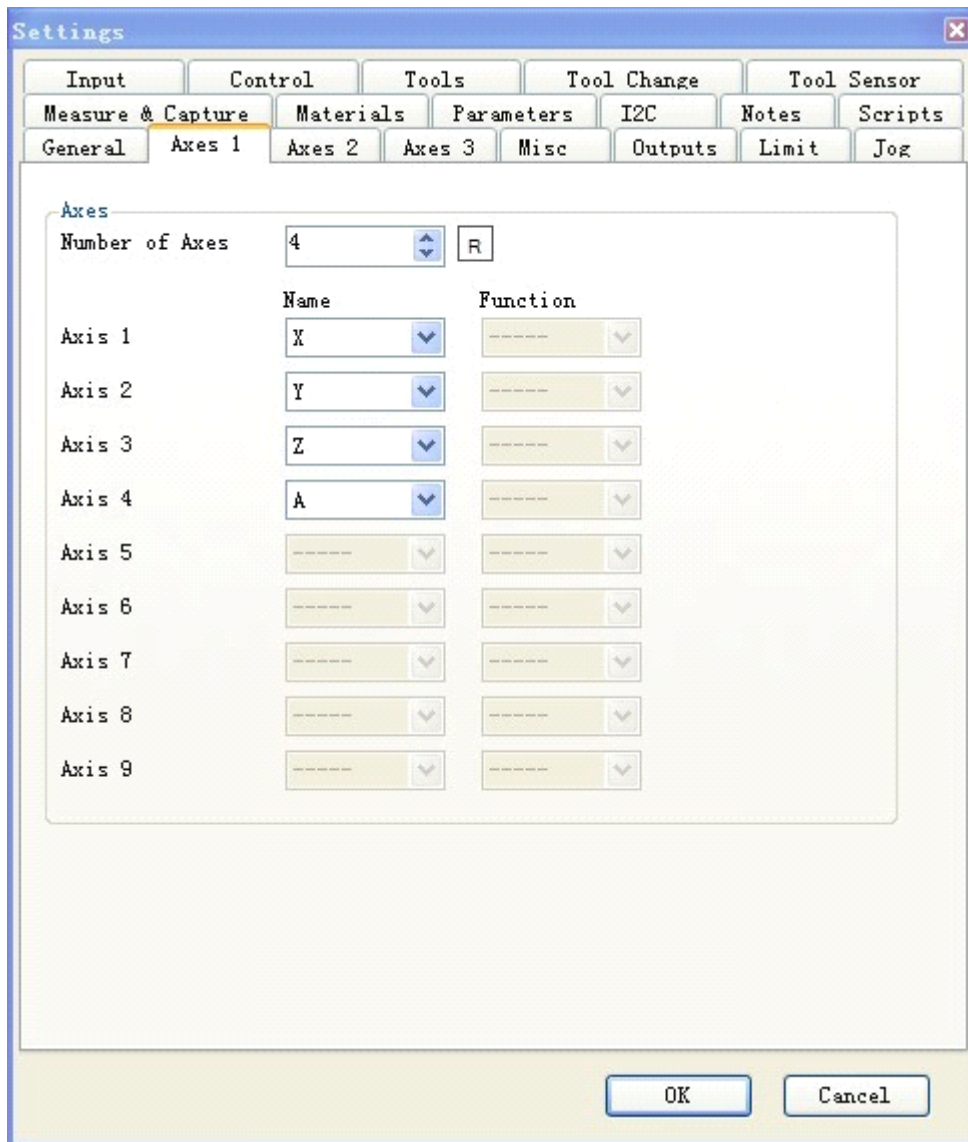 Settings
Input Control Tools Tool Change Tool Sensor
Measure & Capture Materials Parameters I2C Notes Scripts
General Axes 1 Axes 2 Axes 3 Misc Outputs Limit Jog
Axes
Number of Axes 4 R
Name Function
Axis 1 X -----
Axis 2 Y -----
Axis 3 Z -----
Axis 4 A -----
Axis 5 ----- -----
Axis 6 ----- -----
Axis 7 ----- -----
Axis 8 ----- -----
Axis 9 ----- -----
OK Cancel